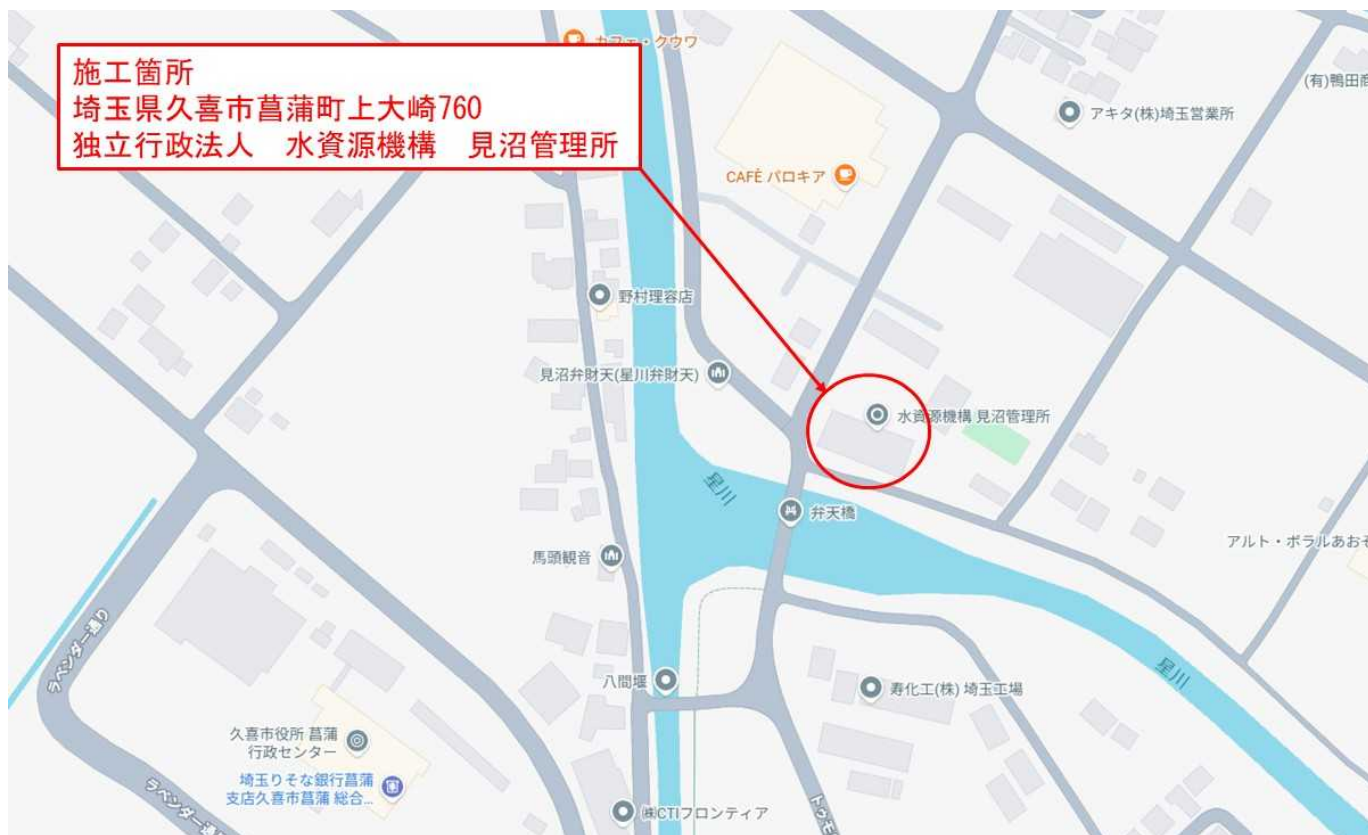 カフェ・クウワ
施工箇所
埼玉県久喜市菖蒲町上大崎760
独立行政法人　水資源機構　見沼管理所
(有)鴨田商
アキタ(株)埼玉営業所
CAFÉ パロキア
野村理容店
見沼弁財天(星川弁財天)
水資源機構 見沼管理所
星川
弁天橋
馬頭観音
アルト・ポラルあおぞ
ラベンダー通り
八間堰
寿化工(株) 埼玉工場
星川
久喜市役所 菖蒲
行政センター
埼玉りそな銀行菖蒲
支店久喜市菖蒲 総合...
ラベンダー通り
㈱CTIフロンティア
トゥモ